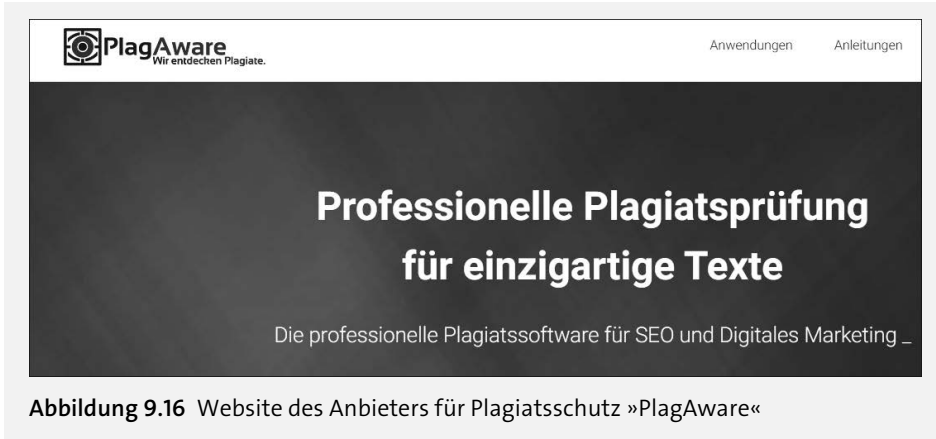 PlagAware
Wir entdecken Plagiate.
Anwendungen Anleitungen
Professionelle Plagiatsprüfung
für einzigartige Texte
Die professionelle Plagiatssoftware für SEO und Digitales Marketing _
Abbildung 9.16 Website des Anbieters für Plagiatsschutz »PlagAware«